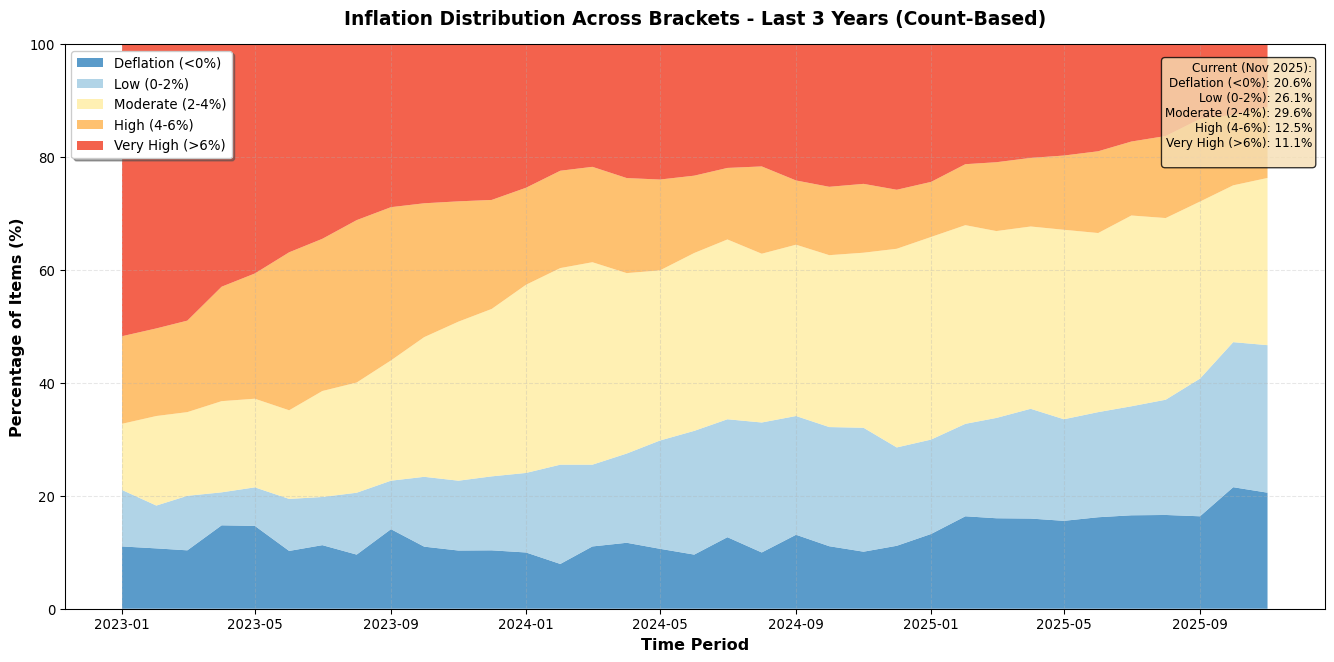 Inflation Distribution Across Brackets - Last 3 Years (Count-Based)
100
80
60
40
20
0
Percentage of Items (%)
Deflation (<0%)
Low (0-2%)
Moderate (2-4%)
High (4-6%)
Very High (>6%)
Current (Nov 2025):
Deflation (<0%): 20.6%
Low (0-2%): 26.1%
Moderate (2-4%): 29.6%
High (4-6%): 12.5%
Very High (>6%): 11.1%
2023-01
2023-05
2023-09
2024-01
2024-05
2024-09
2025-01
2025-05
2025-09
Time Period